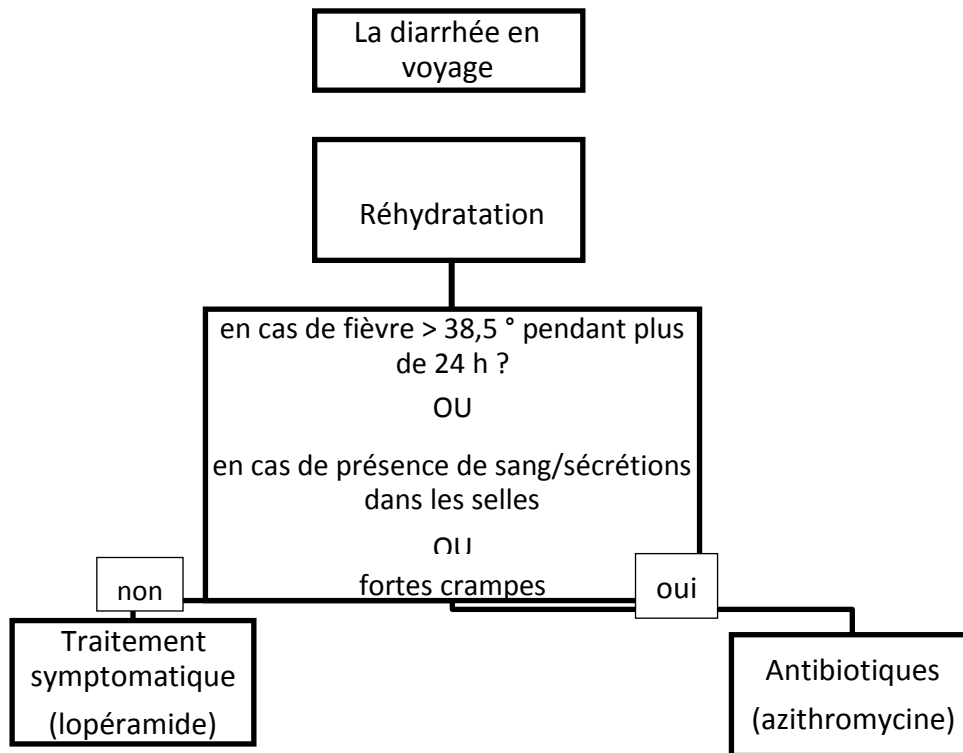 La diarrhée en
voyage
Réhydratation
en cas de fièvre > 38,5 ° pendant plus
de 24 h ?
OU
en cas de présence de sang/sécrétions
dans les selles
OU
fortes crampes
non
oui
Traitement
symptomatique
(lopéramide)
Antibiotiques
(azithromycine)